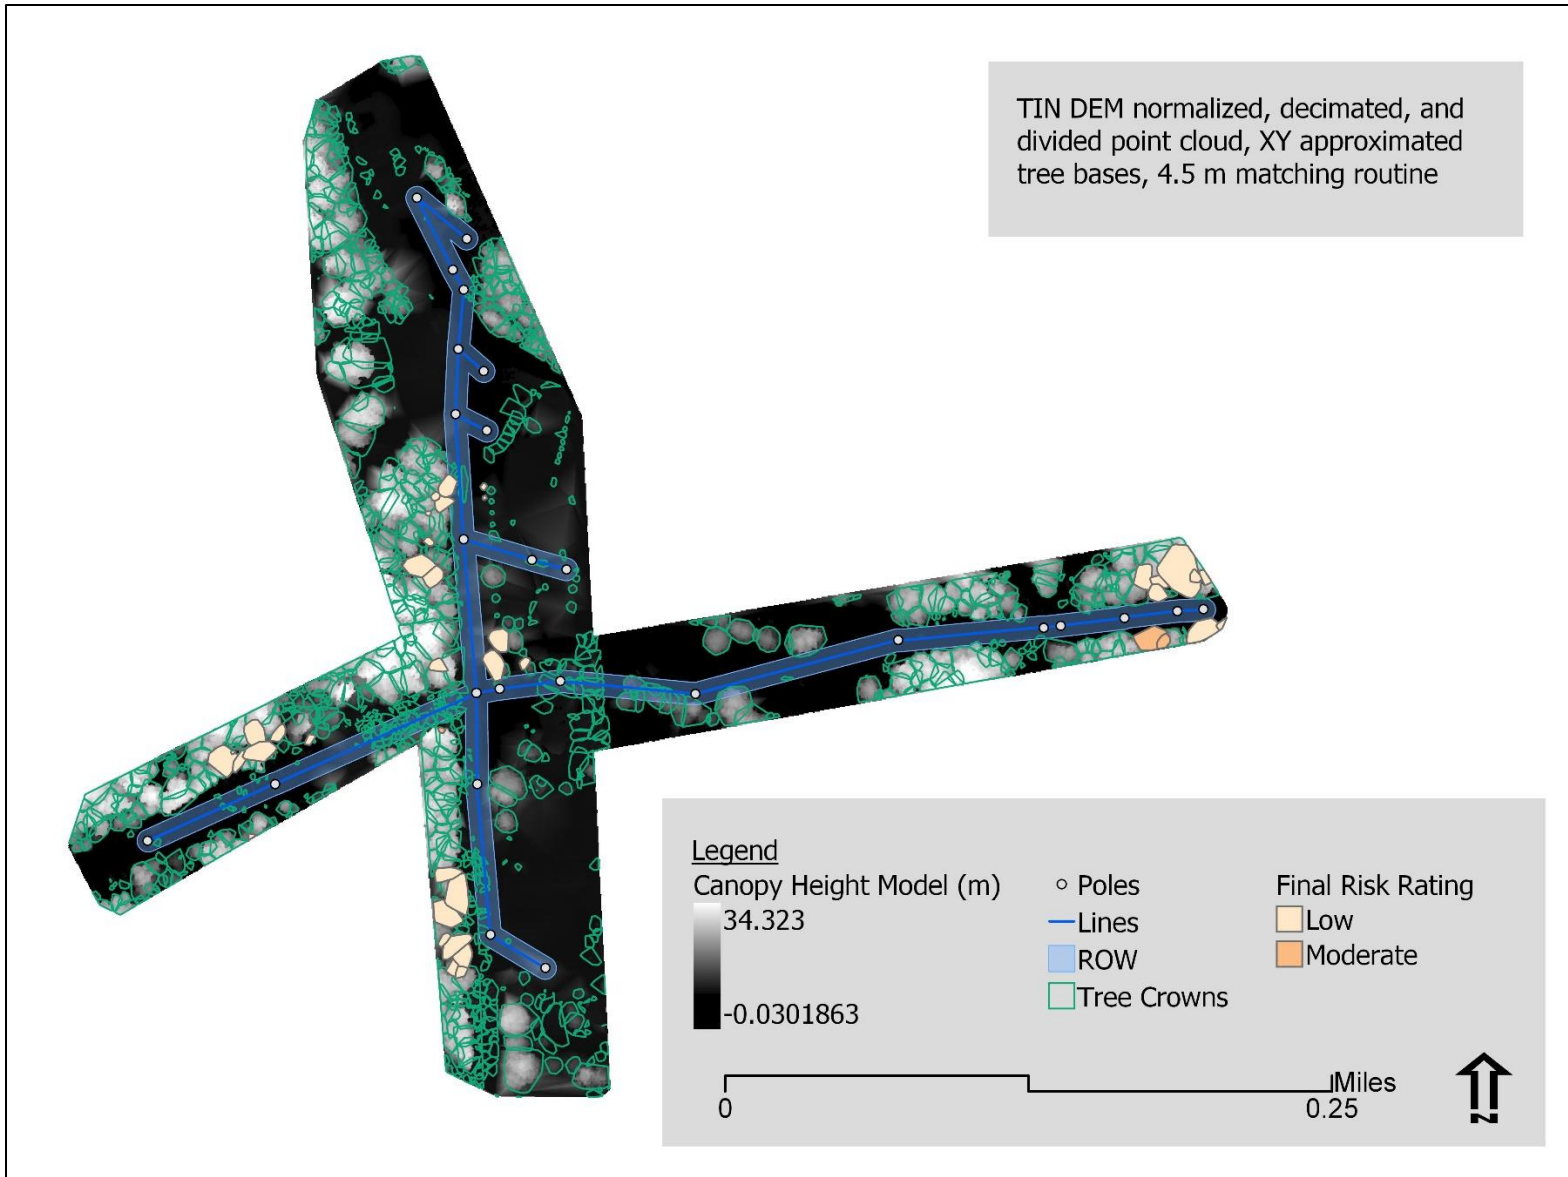 TIN DEM normalized, decimated, and
divided point cloud, XY approximated
tree bases, 4.5 m matching routine
Legend
Canopy Height Model (m)
34.323
-0.0301863
Poles
Lines
ROW
Tree Crowns
Final Risk Rating
Low
Moderate
Miles
0
0.25
N